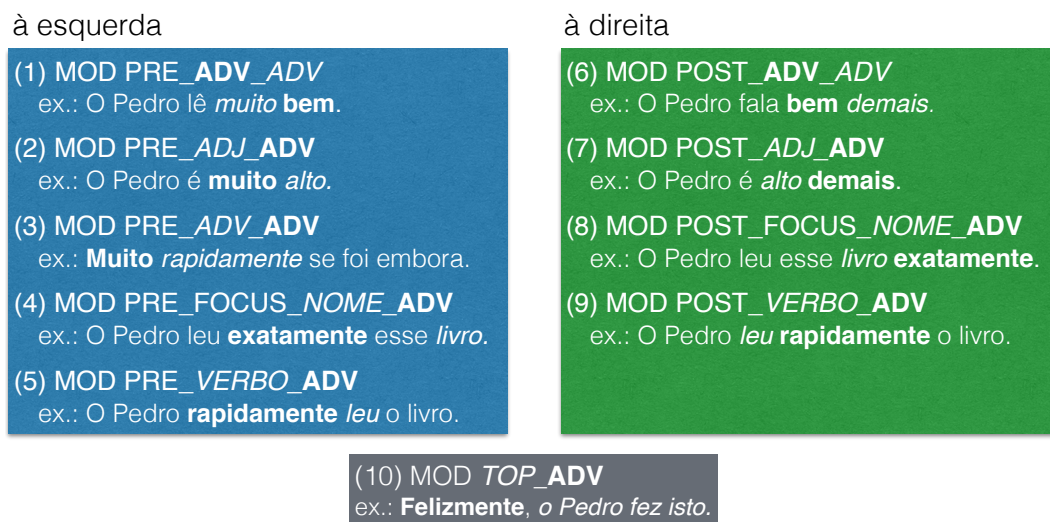 à esquerda
(1) MOD PRE_ADV_ADV
ex.: O Pedro lê muito bem.
(2) MOD PRE_ADJ_ADV
ex.: O Pedro é muito alto.
(3) MOD PRE_ADV_ADV
ex.: Muito rapidamente se foi embora.
(4) MOD PRE_FOCUS_NOME_ADV
ex.: O Pedro leu exatamente esse livro.
(5) MOD PRE_VERBO_ADV
ex.: O Pedro rapidamente leu o livro.
à direita
(6) MOD POST_ADV_ADV
ex.: O Pedro fala bem demais.
(7) MOD POST_ADJ_ADV
ex.: O Pedro é alto demais.
(8) MOD POST_FOCUS_NOME_ADV
ex.: O Pedro leu esse livro exatamente.
(9) MOD POST_VERBO_ADV
ex.: O Pedro leu rapidamente o livro.
(10) MOD TOP_ADV
ex.: Felizmente, o Pedro fez isto.